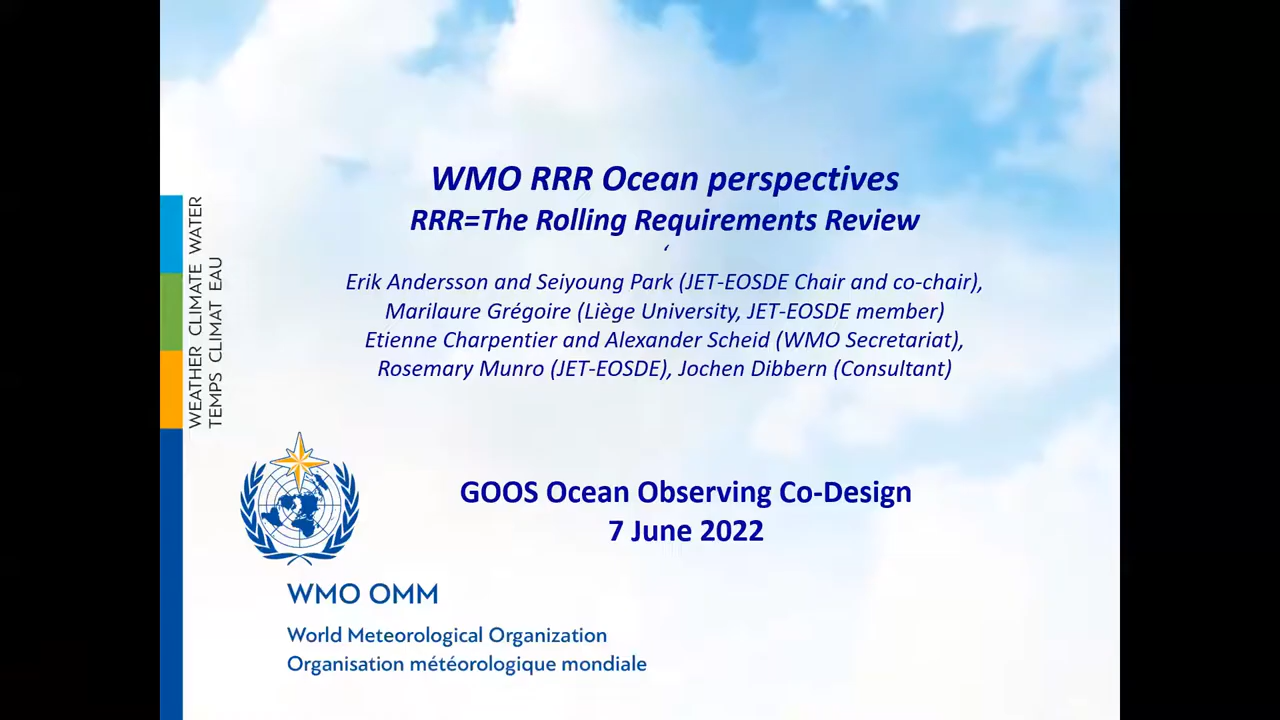 WMO RRR Ocean perspectives
RRR=The Rolling Requirements Review
‘
Erik Andersson and Seiyoung Park (JET-EOSDE Chair and co-chair),
Marilaure Grégoire (Liège University, JET-EOSDE member)
Etienne Charpentier and Alexander Scheid (WMO Secretariat),
Rosemary Munro (JET-EOSDE), Jochen Dibbern (Consultant)
WEATHER CLIMATE WATER
TEMPS CLIMAT EAU
GOOS Ocean Observing Co-Design
7 June 2022
WMO OMM
World Meteorological Organization
Organisation météorologique mondiale